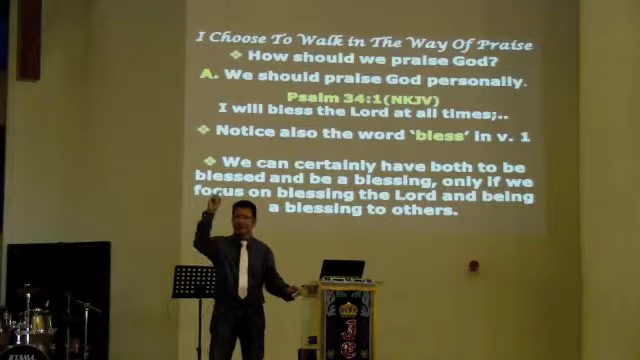 I Choose To Walk in The Way Of Praise
❖ How should we praise God?
A. We should praise God personally.
Psalm 34:1(NKJV)
I will bless the Lord at all times;..
❖ Notice also the word ‘bless’ in v. 1
❖ We can certainly have both to be
blessed and be a blessing, only if we
focus on blessing the Lord and being
a blessing to others.
TAMA